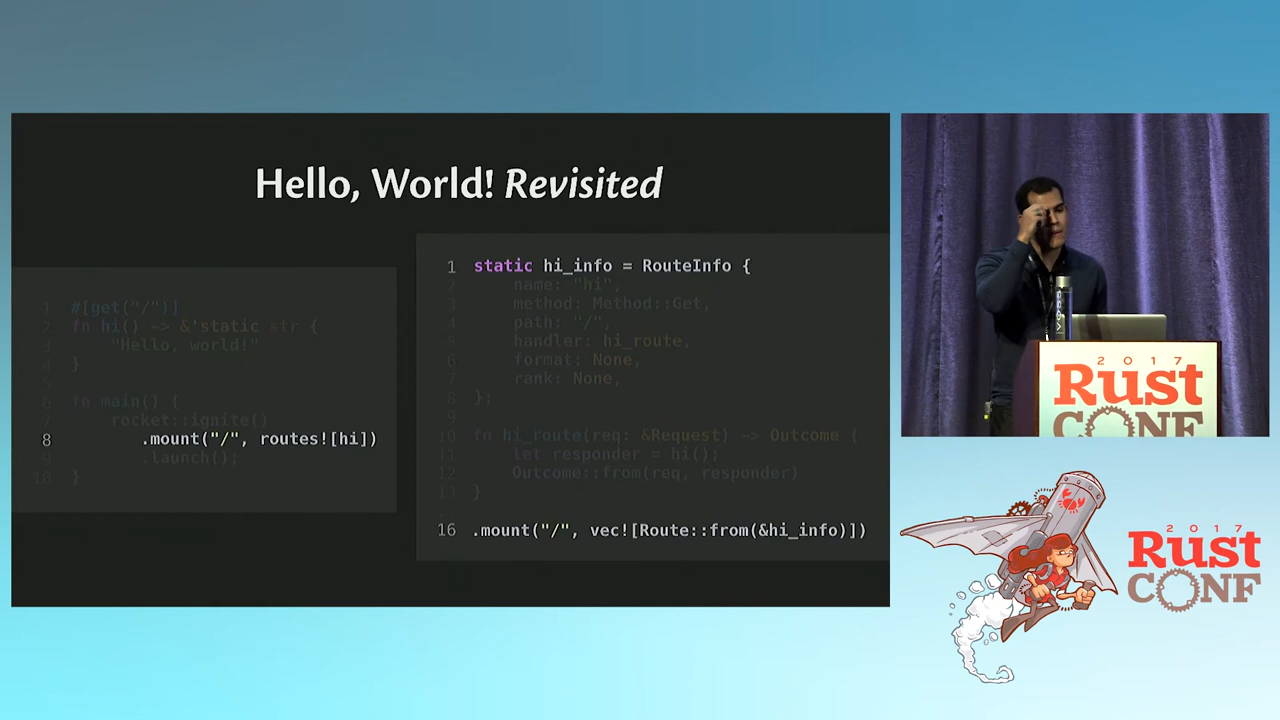 Hello, World! Revisited
1 #[get("/")]
2 fn hi() -> &'static str {
3 "Hello, world!"
4 }
5
6 fn main() {
7 rocket::ignite()
8 .mount("/", routes![hi])
9 .launch();
10 }
1 static hi_info = RouteInfo {
2 name: "hi",
3 method: Method::Get,
4 path: "/",
5 handler: hi_route,
6 format: None,
7 rank: None,
8 };
9
10 fn hi_route(req: &Request) -> Outcome {
11 let responder = hi();
12 Outcome::from(req, responder)
13 }
16 .mount("/", vec![Route::from(&hi_info)])
VOSS
2017
Rust
CONF
2017
Rust
CONF